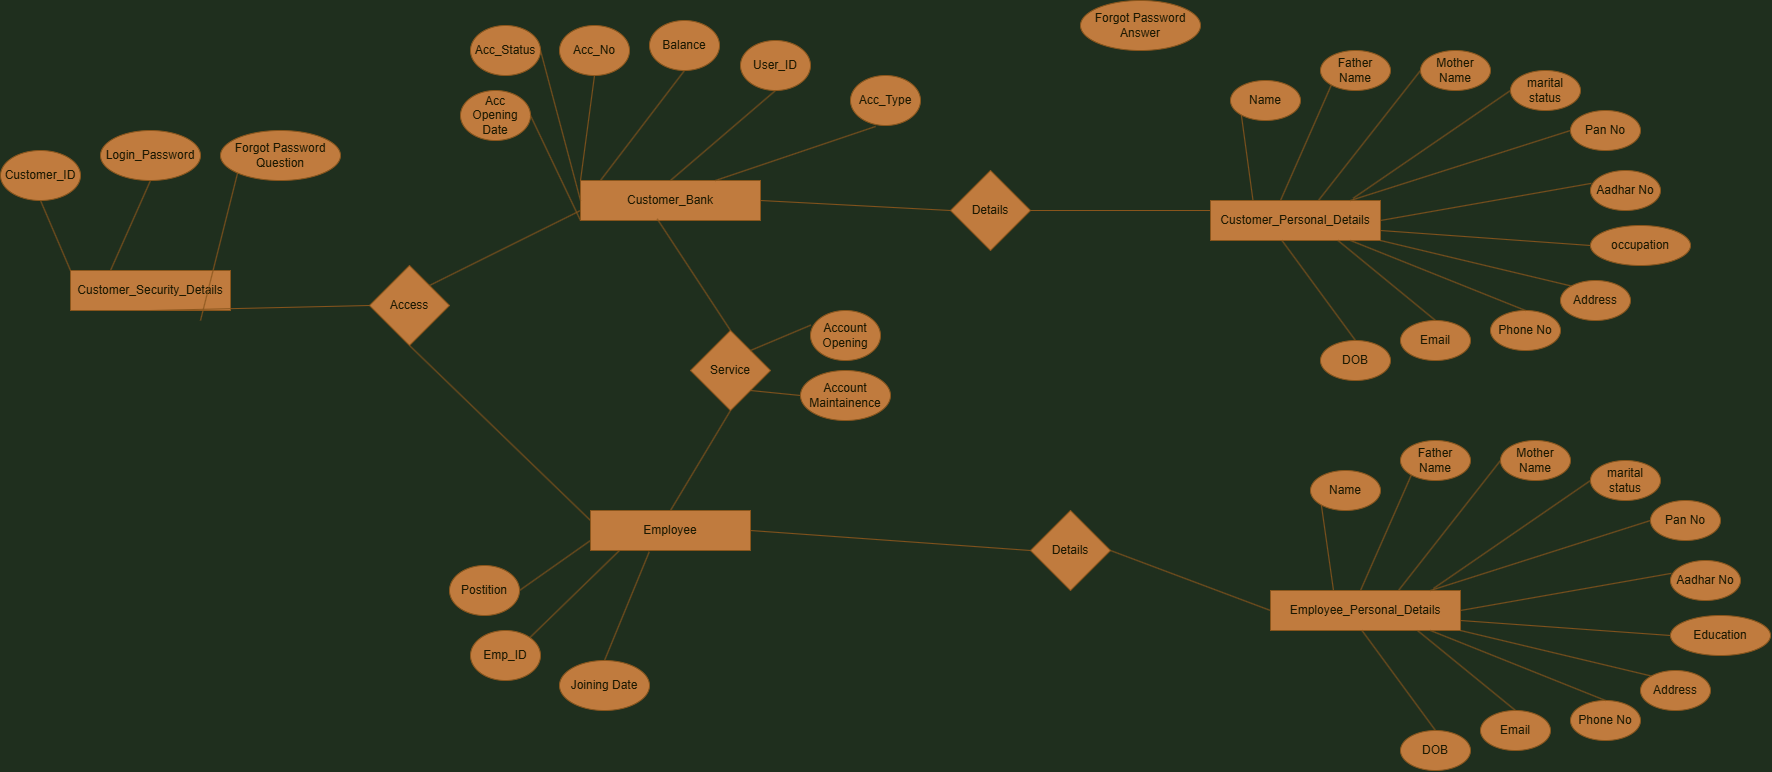 Forgot Password
Answer
Acc_Status
Acc_No
Balance
User_ID
Acc_Type
Acc
Opening
Date
Father
Name
Mother
Name
marital
status
Name
Pan No
Customer_ID
Login_Password
Forgot Password
Question
Aadhar No
Customer_Bank
Details
Customer_Personal_Details
occupation
Customer_Security_Details
Access
Address
Account
Opening
Phone No
Email
DOB
Service
Account
Maintainence
Father
Name
Mother
Name
marital
status
Name
Pan No
Employee
Details
Aadhar No
Postition
Employee_Personal_Details
Education
Emp_ID
Joining Date
Address
Phone No
Email
DOB